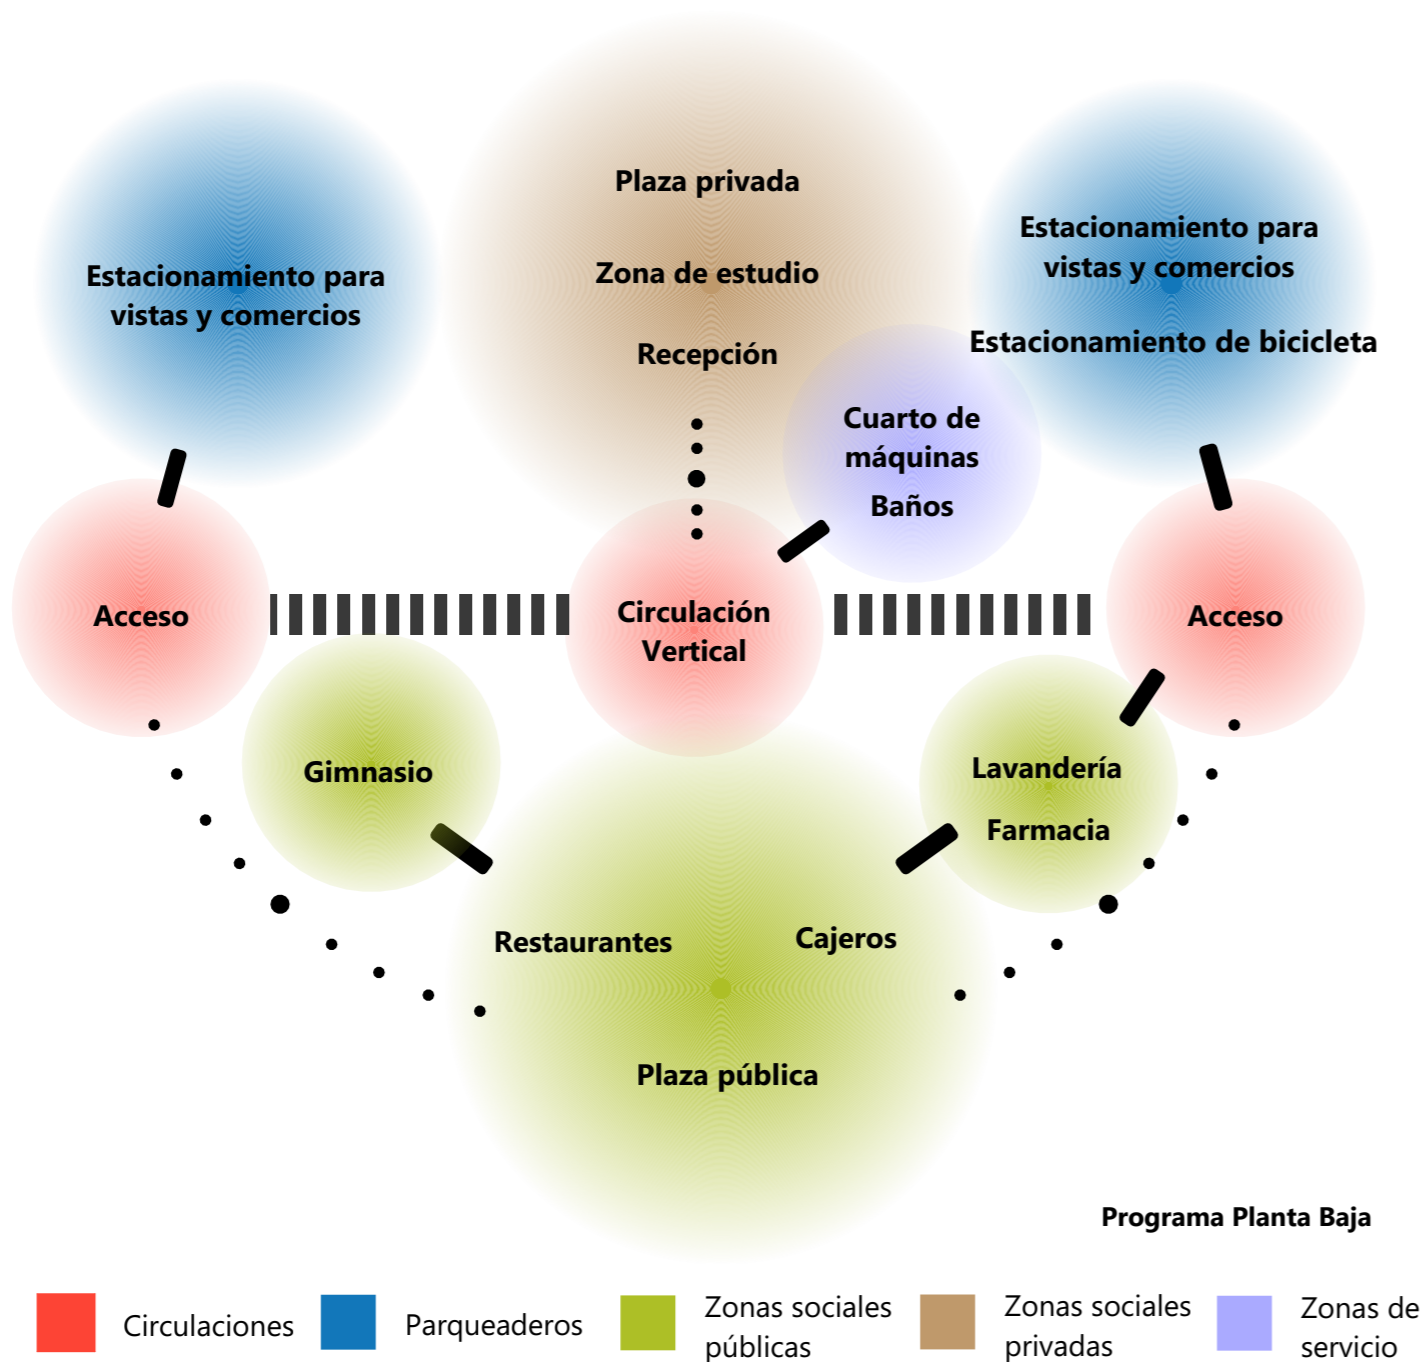 Plaza privada
Zona de estudio
Recepción
Estacionamiento para
vistas y comercios
Estacionamiento para
vistas y comercios
Estacionamiento de bicicleta
Cuarto de
máquinas
Baños
Acceso
Circulación
Vertical
Acceso
Gimnasio
Lavandería
Farmacia
Restaurantes
Cajeros
Plaza pública
Programa Planta Baja
Circulaciones
Parqueaderos
Zonas sociales
públicas
Zonas sociales
privadas
Zonas de
servicio